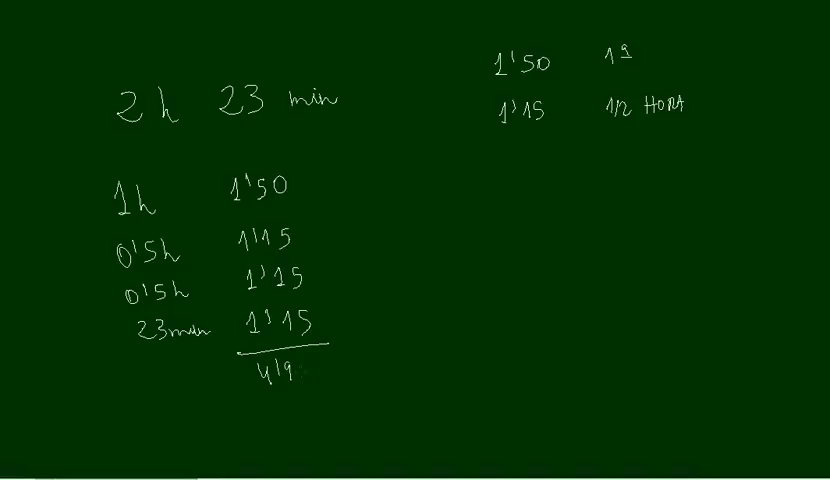 2 h 23 min
1'50 1ª
1'15 1/2 HORA
1h 1'50
0'5h 1'15
0'5h 1'15
23min 1'15
4'9